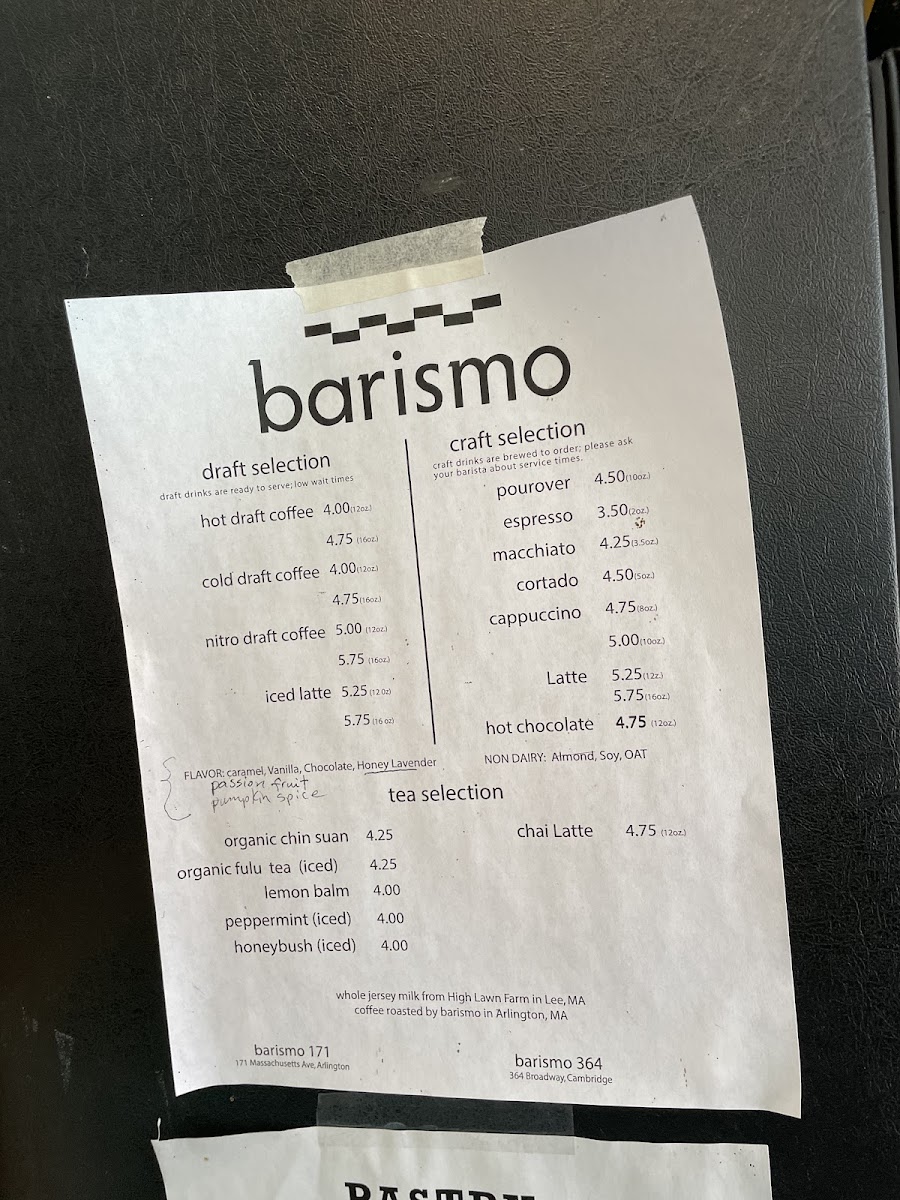 barismo
draft selection
draft drinks are ready to serve; low wait times
hot draft coffee 4.00(12oz.)
4.75 (16oz.)
cold draft coffee 4.00(12oz.)
4.75(16oz.)
nitro draft coffee 5.00 (12oz.)
5.75 (16oz.)
iced latte 5.25 (12 oz)
5.75 (16 oz)
craft selection
craft drinks are brewed to order; please ask
your barista about service times.
pourover 4.50(10oz.)
espresso 3.50(2oz.)
macchiato 4.25(3.5oz.)
cortado 4.50(5oz.)
cappuccino 4.75(8oz.)
5.00(10oz.)
Latte 5.25(12z.)
5.75(16oz.)
hot chocolate 4.75 (12oz.)
FLAVOR: caramel, Vanilla, Chocolate, Honey Lavender
passion fruit
pumpkin spice
NON DAIRY: Almond, Soy, OAT
tea selection
organic chin suan 4.25
organic fulu tea (iced) 4.25
lemon balm 4.00
peppermint (iced) 4.00
honeybush (iced) 4.00
chai Latte 4.75 (12oz.)
whole jersey milk from High Lawn Farm in Lee, MA
coffee roasted by barismo in Arlington, MA
barismo 171
171 Massachusetts Ave, Arlington
barismo 364
364 Broadway, Cambridge
PASTRY